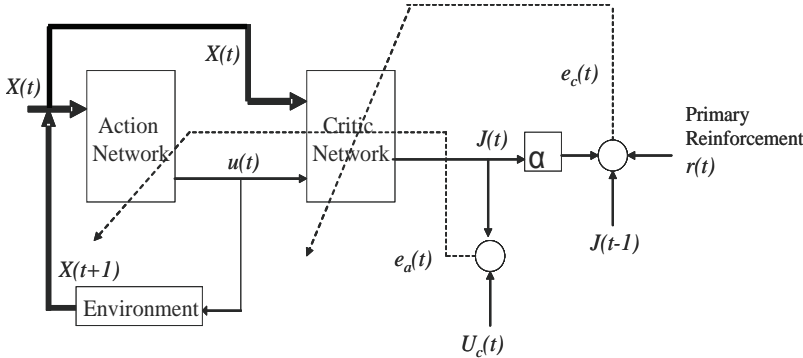 X(t)
X(t)
Action
Network
Critic
Network
u(t)
J(t)
α
e_c(t)
Primary
Reinforcement
r(t)
J(t-1)
e_a(t)
U_c(t)
X(t+1)
Environment